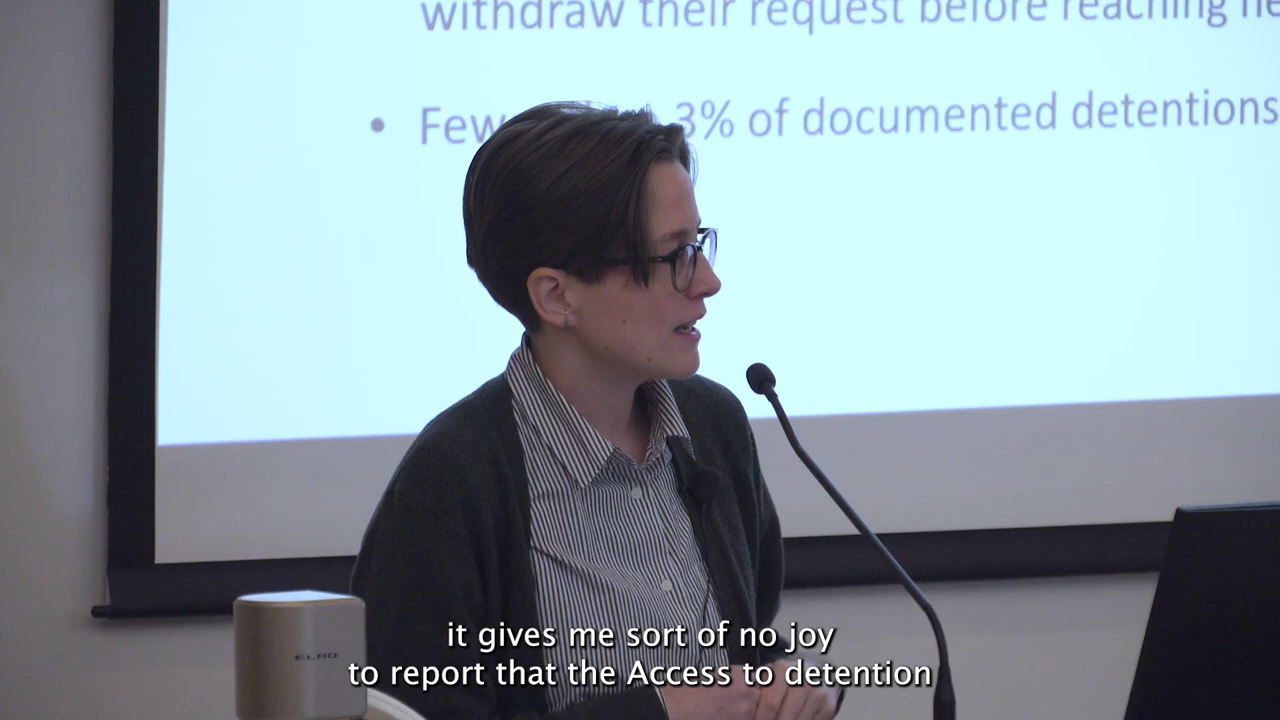 withdraw their request before reaching
Few 3% of documented detentions
ELMO
it gives me sort of no joy
to report that the Access to detention